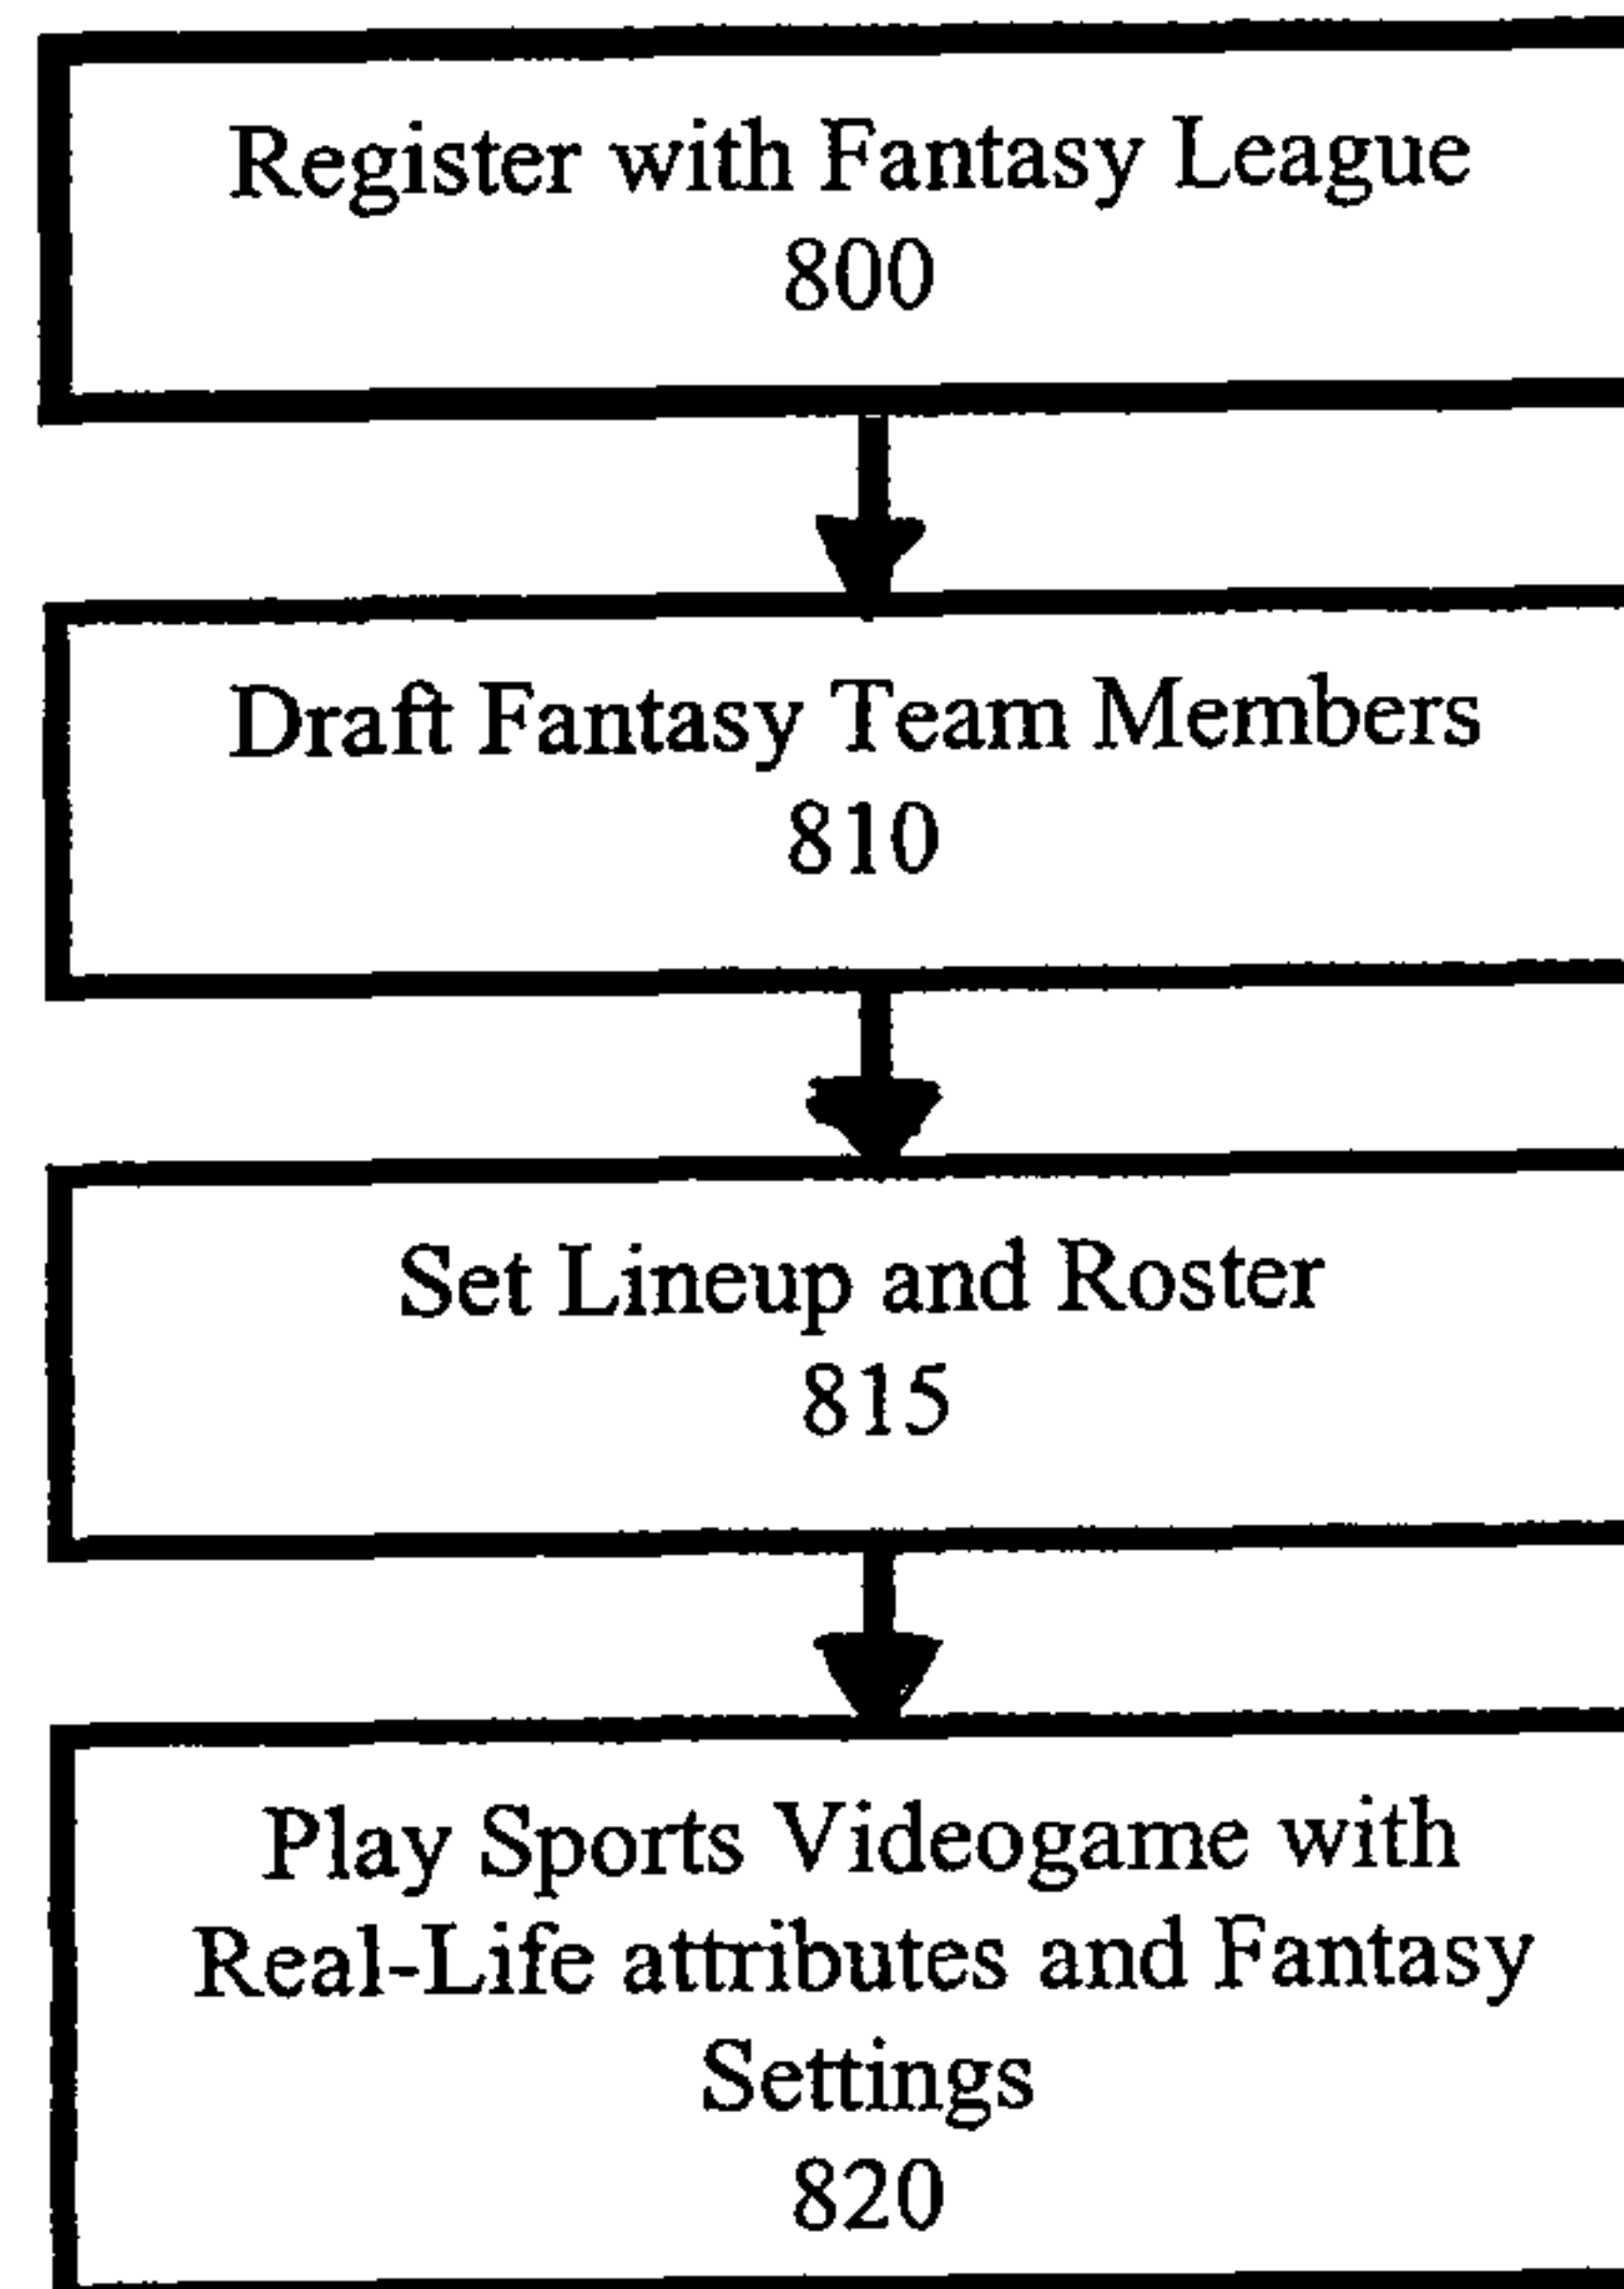 Register with Fantasy League
800
Draft Fantasy Team Members
810
Set Lineup and Roster
815
Play Sports Videogame with
Real-Life attributes and Fantasy
Settings
820